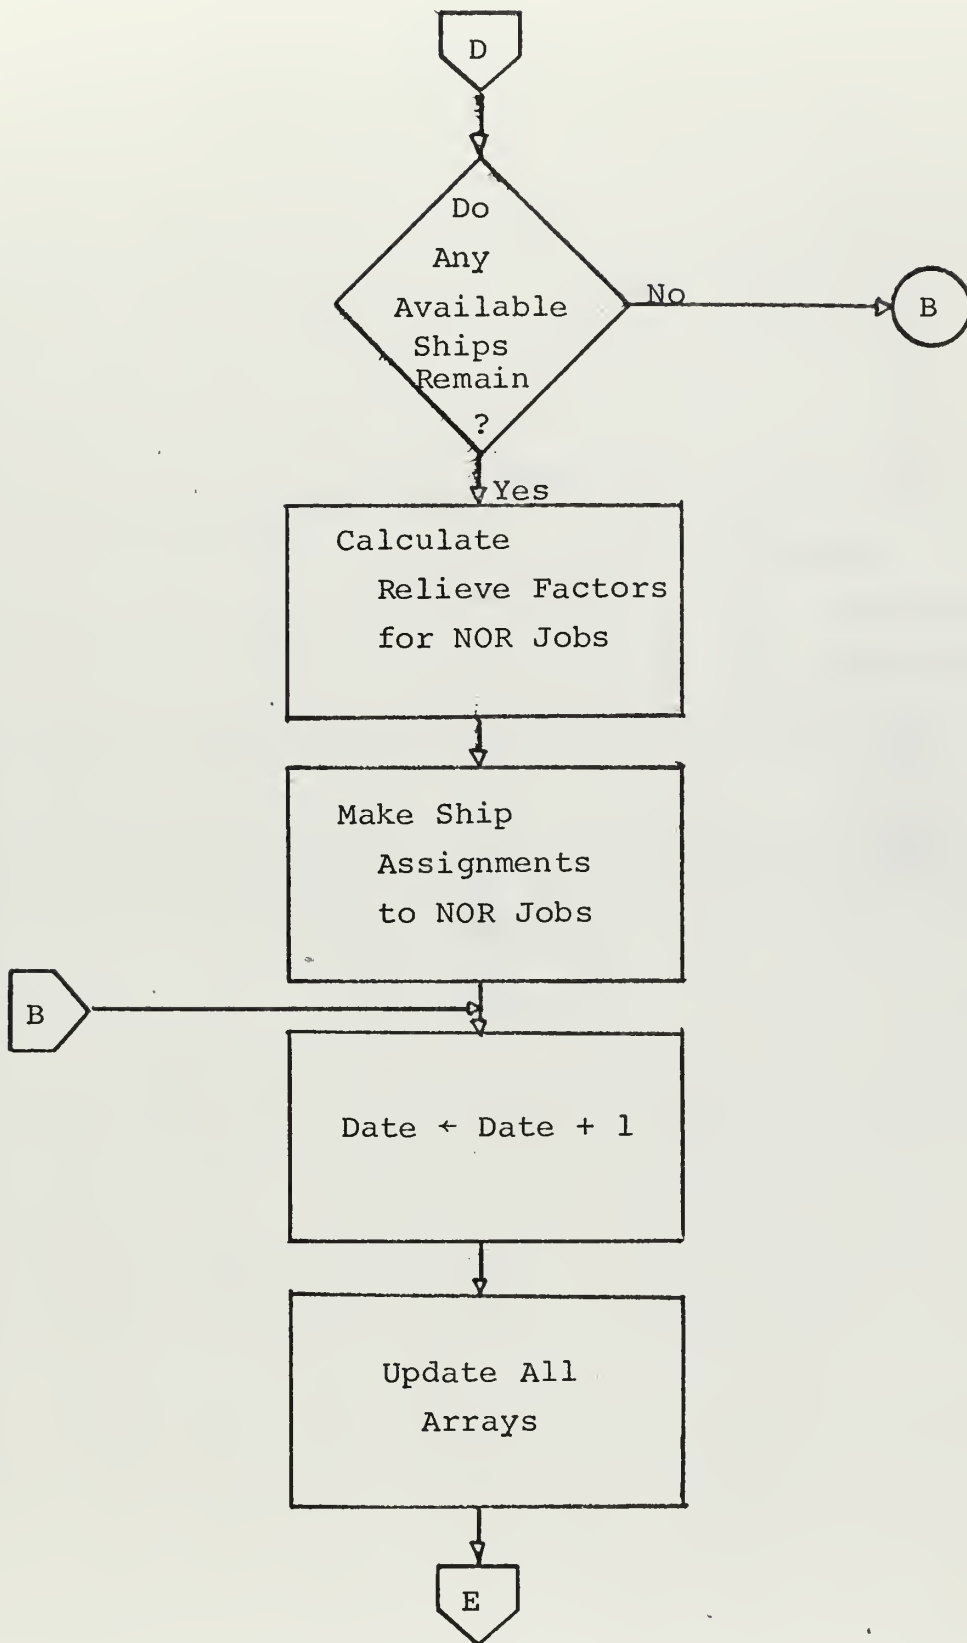 D
Do
Any
Available
Ships
Remain
?
No
B
Yes
Calculate
Relieve Factors
for NOR Jobs
Make Ship
Assignments
to NOR Jobs
B
Date ← Date + 1
Update All
Arrays
E